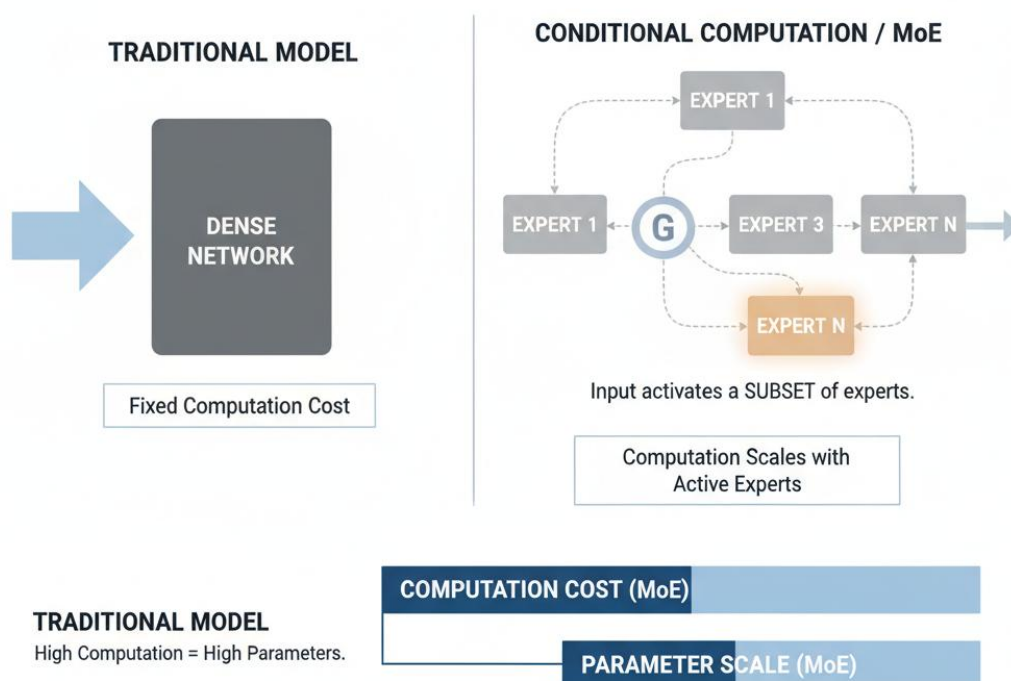 TRADITIONAL MODEL
DENSE
NETWORK
Fixed Computation Cost
CONDITIONAL COMPUTATION / MoE
EXPERT 1
EXPERT 1
G
EXPERT 3
EXPERT N
EXPERT N
Input activates a SUBSET of experts.
Computation Scales with
Active Experts
TRADITIONAL MODEL
High Computation = High Parameters.
COMPUTATION COST (MoE)
PARAMETER SCALE (MoE)